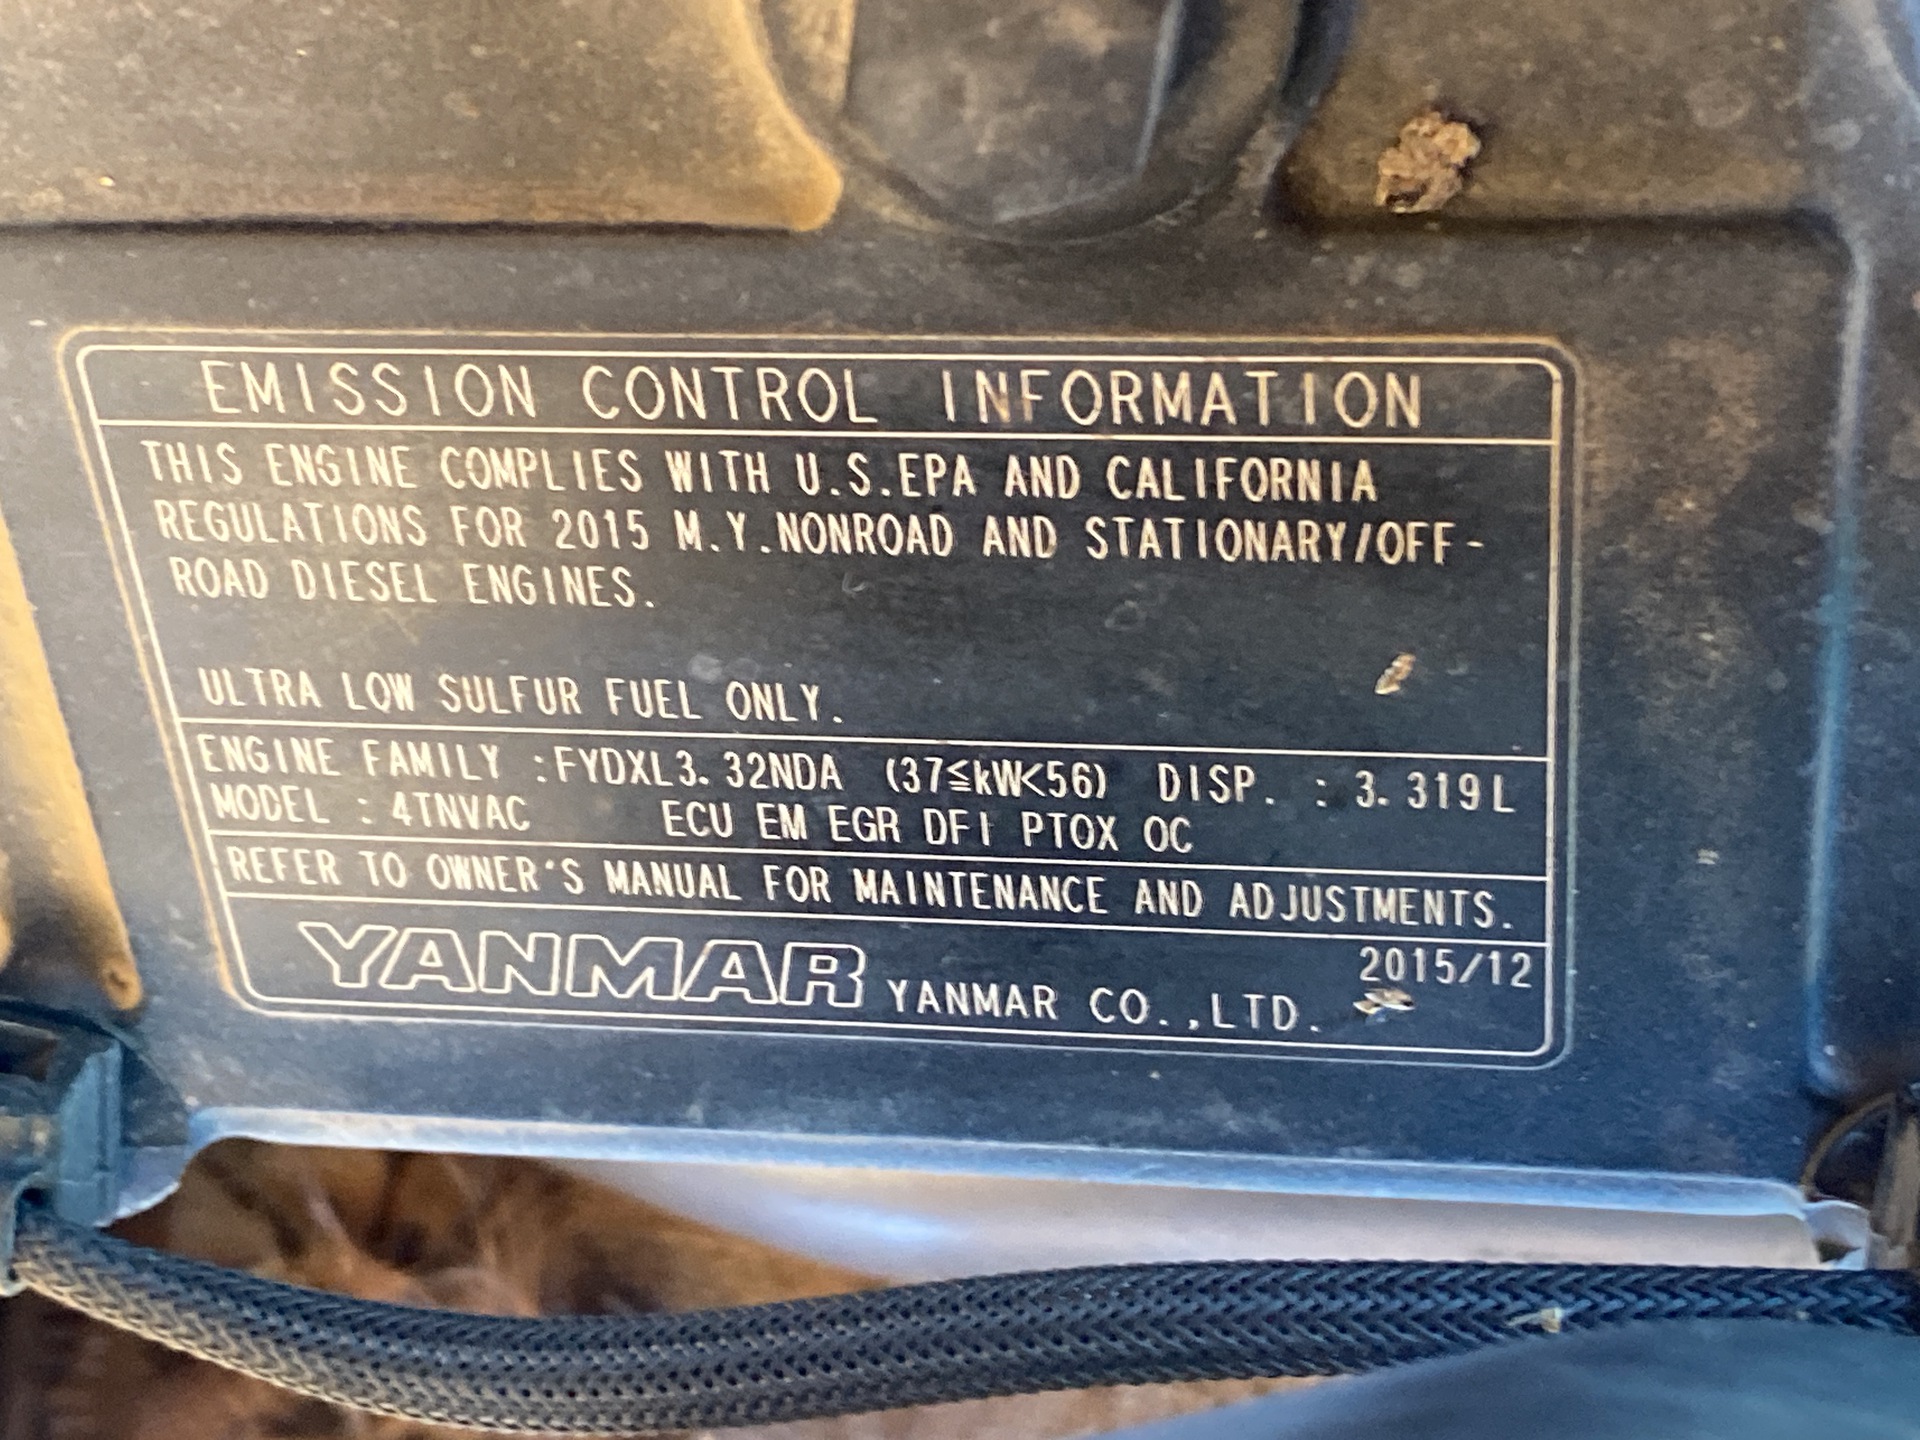 EMISSION CONTROL INFORMATION
THIS ENGINE COMPLIES WITH U.S.EPA AND CALIFORNIA
REGULATIONS FOR 2015 M.Y.NONROAD AND STATIONARY/OFF-
ROAD DIESEL ENGINES.
ULTRA LOW SULFUR FUEL ONLY.
ENGINE FAMILY :FYDXL3.32NDA (37≦kW<56) DISP. : 3.319L
MODEL : 4TNVAC ECU EM EGR DFI PTOX OC
REFER TO OWNER'S MANUAL FOR MAINTENANCE AND ADJUSTMENTS.
2015/12
YANMAR YANMAR CO.,LTD.